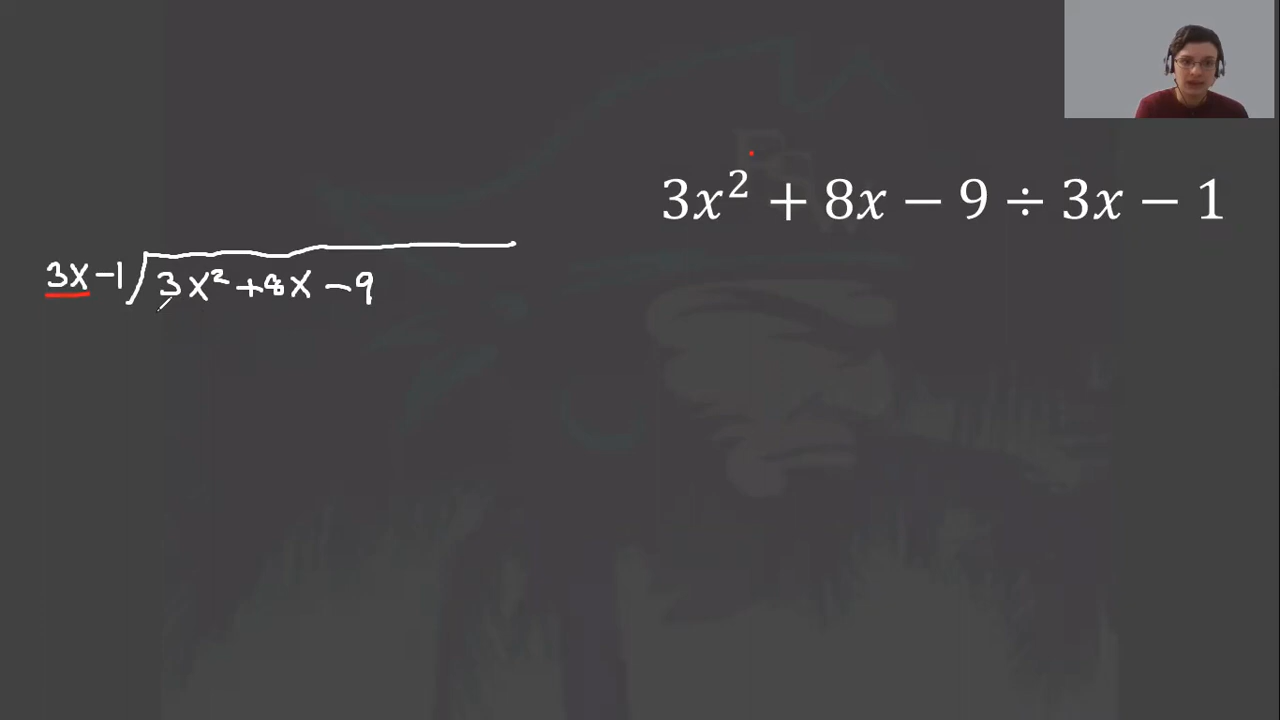 3x² + 8x − 9 ÷ 3x − 1
3x-1 3x²+8x-9